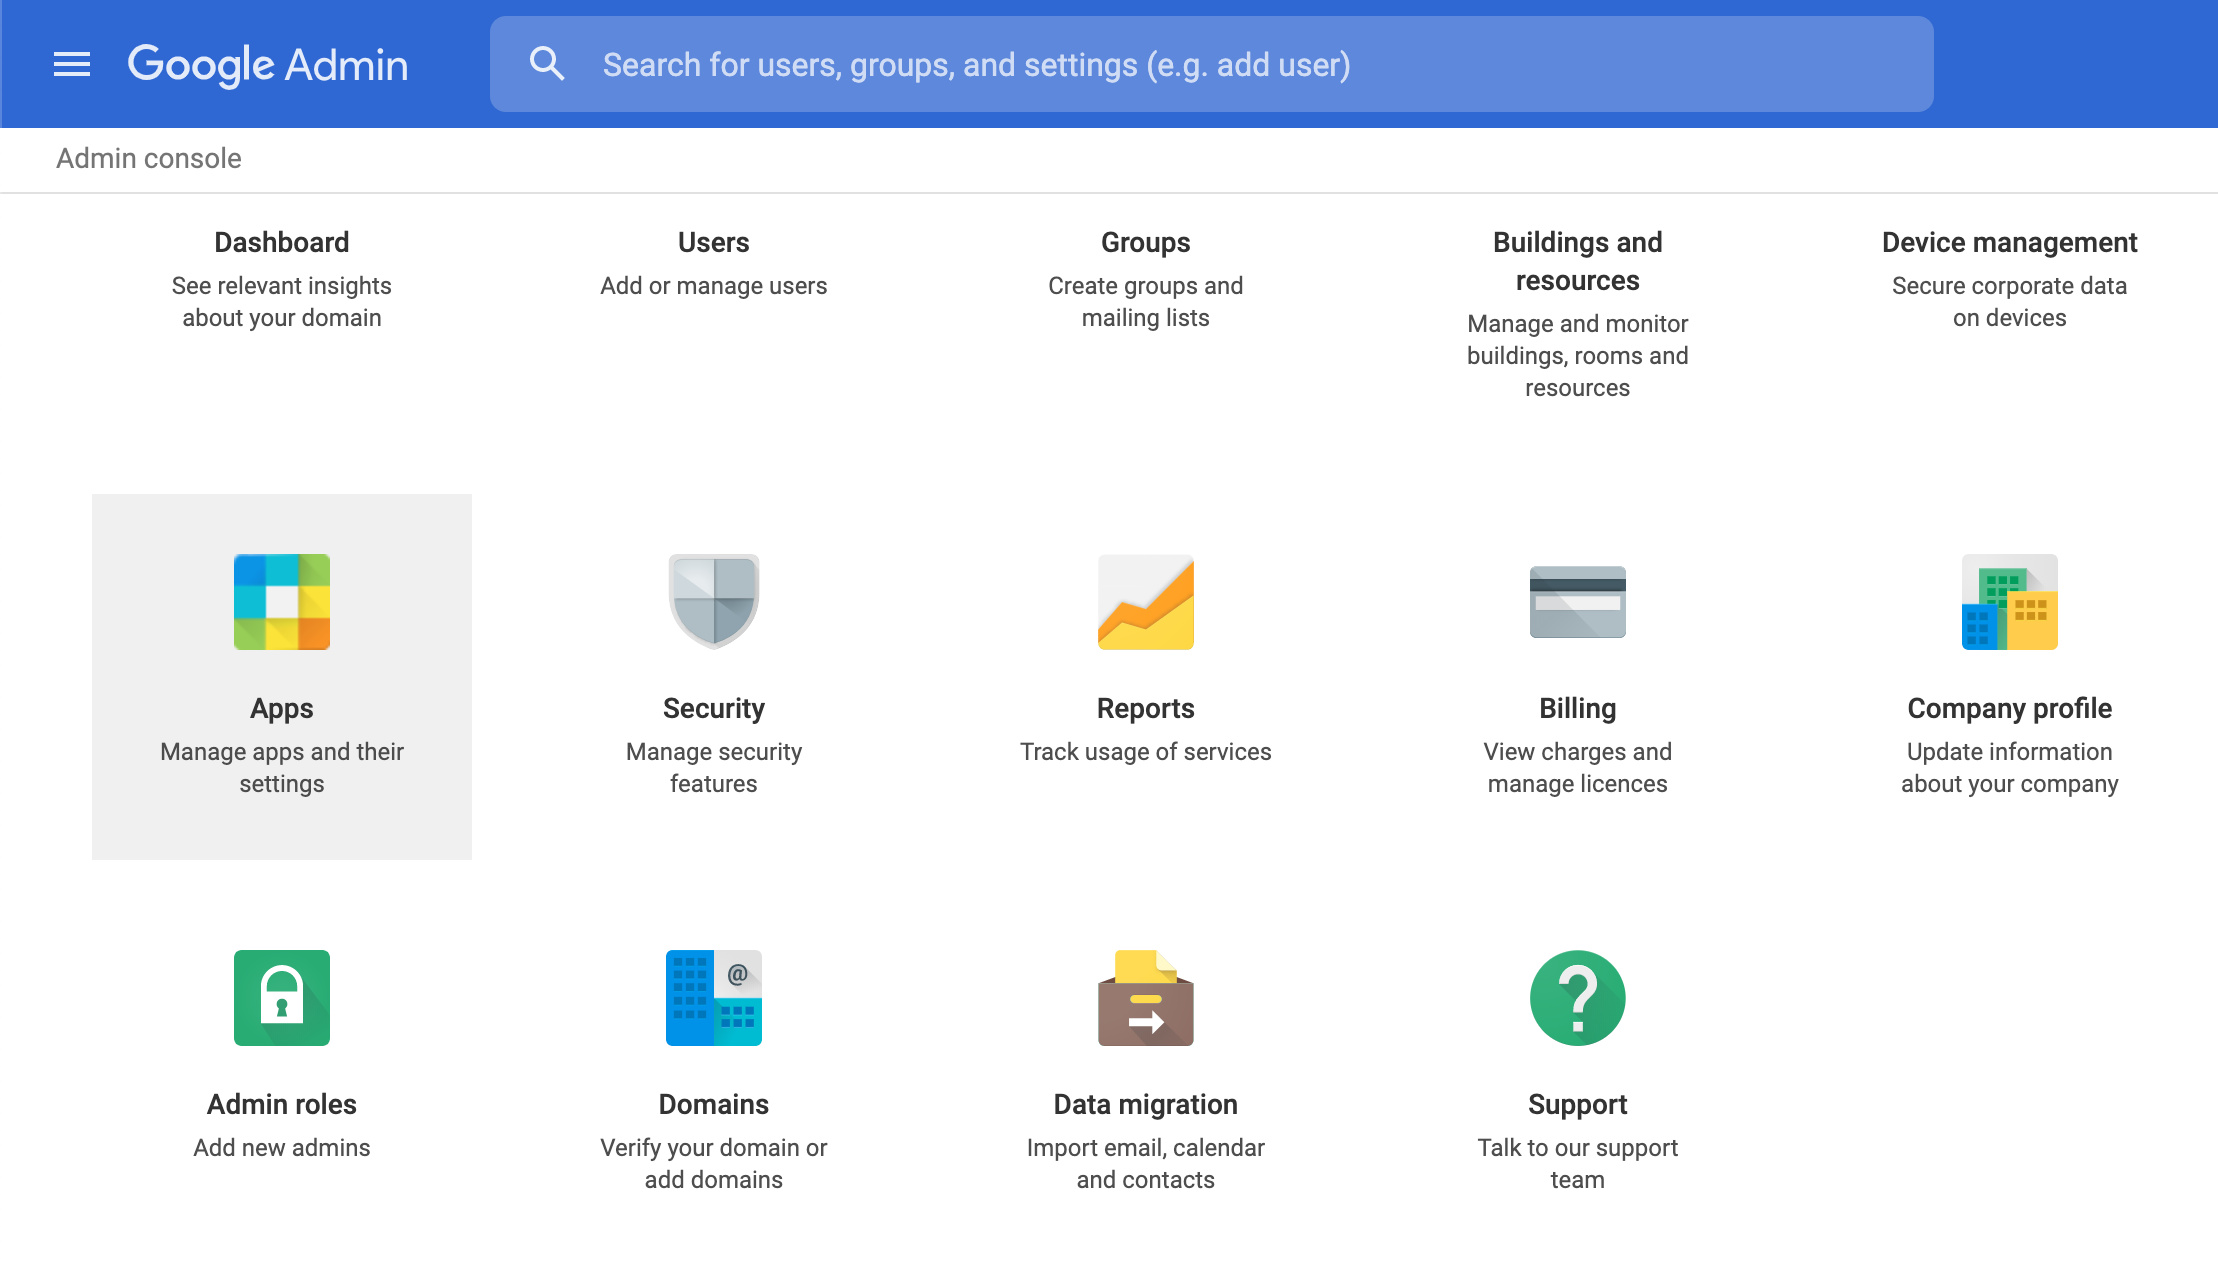 Google Admin
Search for users, groups, and settings (e.g. add user)
Admin console
Dashboard
See relevant insights
about your domain
Users
Add or manage users
Groups
Create groups and
mailing lists
Buildings and
resources
Manage and monitor
buildings, rooms and
resources
Device management
Secure corporate data
on devices
Apps
Manage apps and their
settings
Security
Manage security
features
Reports
Track usage of services
Billing
View charges and
manage licences
Company profile
Update information
about your company
@
Admin roles
Add new admins
Domains
Verify your domain or
add domains
Data migration
Import email, calendar
and contacts
?
Support
Talk to our support
team